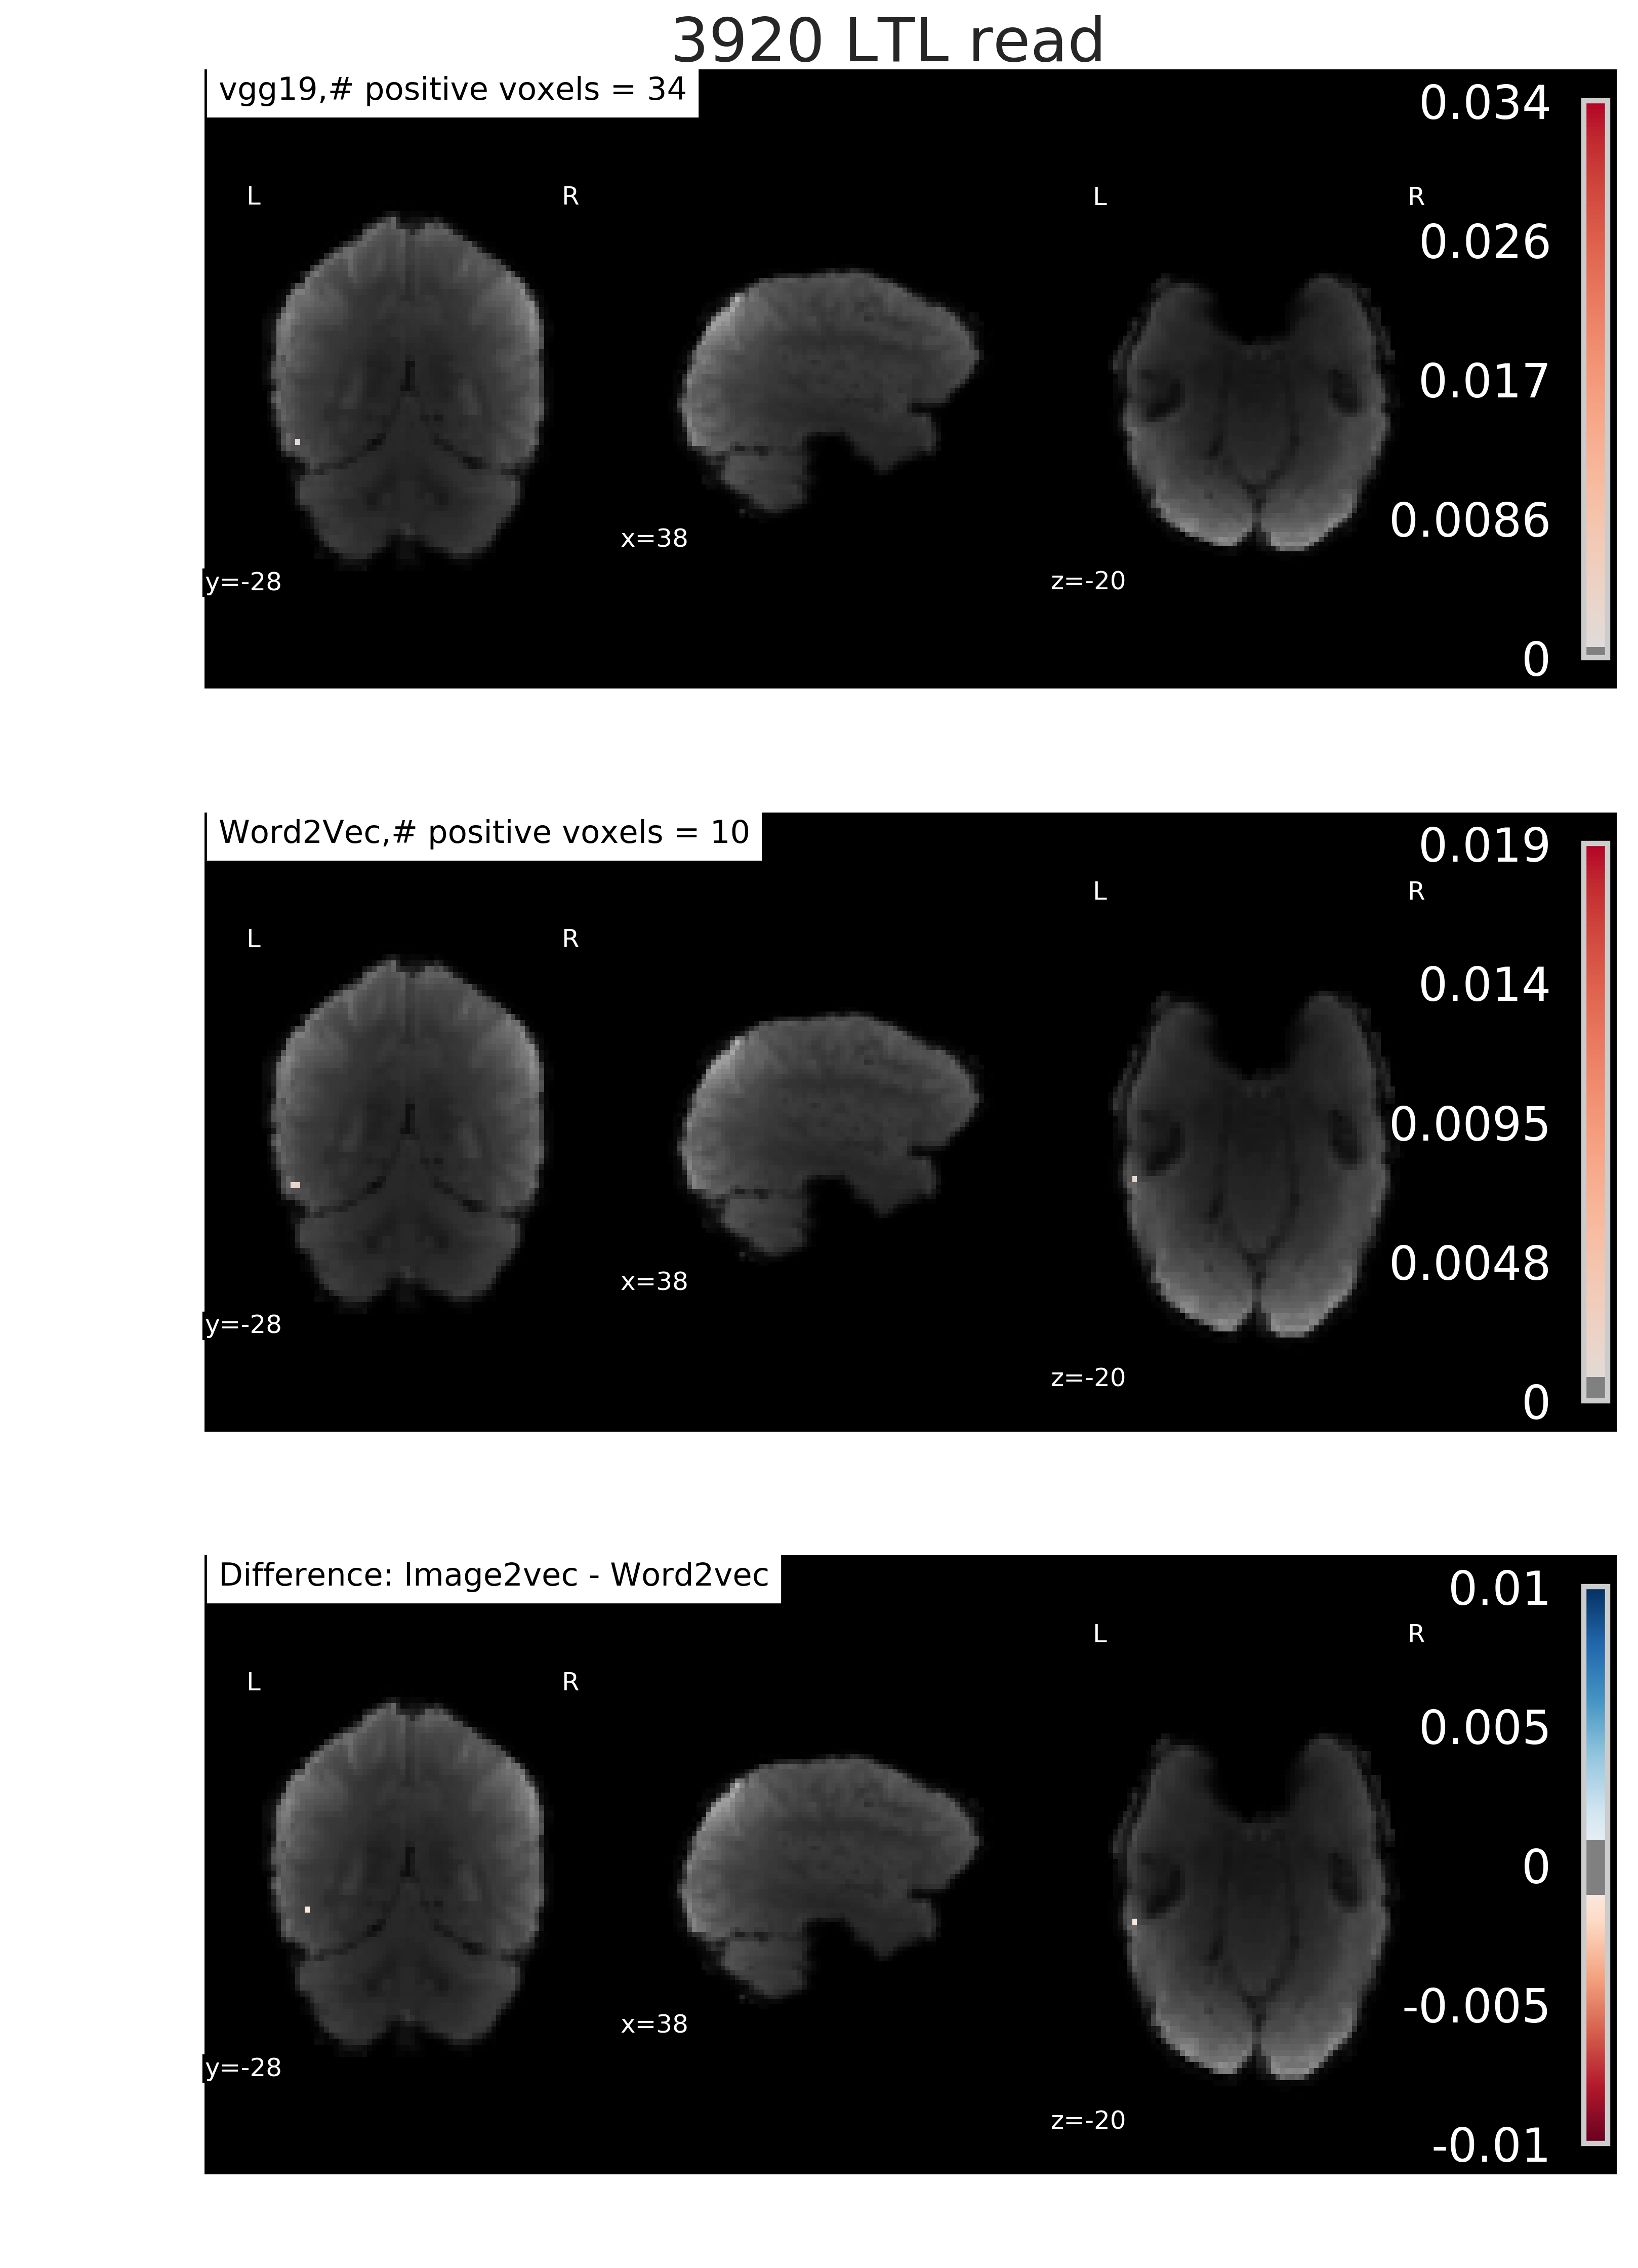 3920 LTL read
vgg19,# positive voxels = 34
0.034
L R L R
0.026
0.017
0.0086
x=38
y=-28 z=-20
0
Word2Vec,# positive voxels = 10
0.019
L R
L R
0.014
0.0095
0.0048
x=38
y=-28
z=-20
0
Difference: Image2vec - Word2vec
0.01
L R
L R
0.005
0
-0.005
x=38
y=-28
z=-20
-0.01